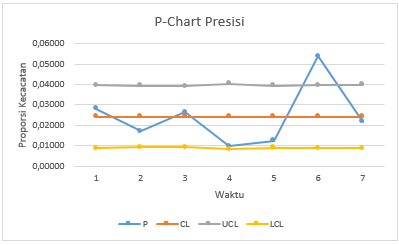 P-Chart Presisi
0,06000
0,05000
0,04000
0,03000
0,02000
0,01000
0,00000
Proporsi Kecacatan
1 2 3 4 5 6 7
Waktu
P CL UCL LCL